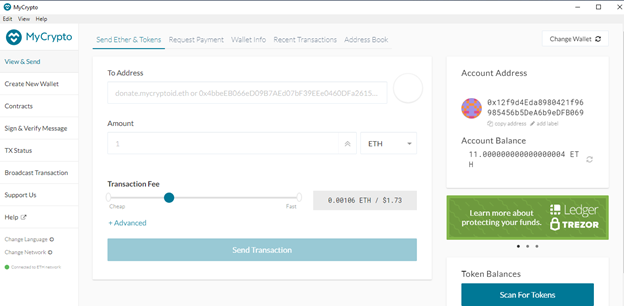 MyCrypto
Edit View Help
MyCrypto
View & Send
Create New Wallet
Contracts
Sign & Verify Message
TX Status
Broadcast Transaction
Support Us
Help
Change Language
Change Network
Connected to ETH network
Send Ether & Tokens
Request Payment
Wallet Info
Recent Transactions
Address Book
Change Wallet
To Address
donate.mycryptoid.eth or 0x4bbeEB066eD09B7AEd07bF39EEe0460DFa2615...
Amount
1
ETH
Transaction Fee
Cheap
Fast
0.00106 ETH / $1.73
+ Advanced
Send Transaction
Account Address
0x12f9d4Eda8980421f96
985456b5DeA6b9eDFB069
copy address
add label
Account Balance
11.000000000000000004 ET
H
Learn more about
protecting your funds.
Ledger
TREZOR
Token Balances
Scan For Tokens